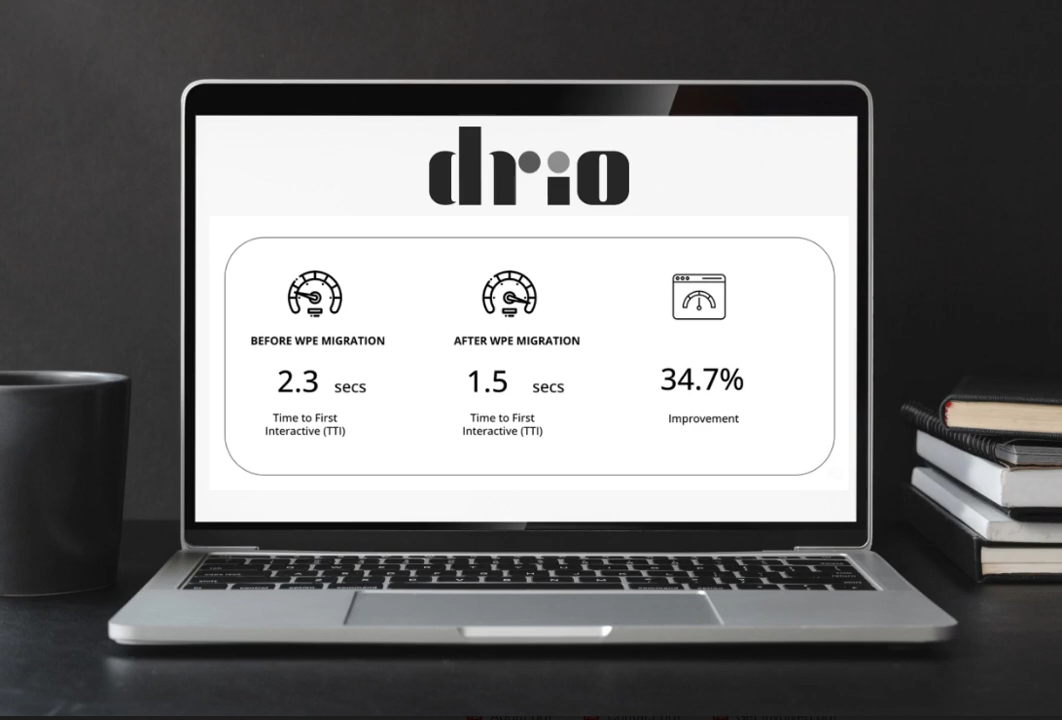 drio
BEFORE WPE MIGRATION
AFTER WPE MIGRATION
2.3 secs
1.5 secs
34.7%
Time to First
Interactive (TTI)
Time to First
Interactive (TTI)
Improvement